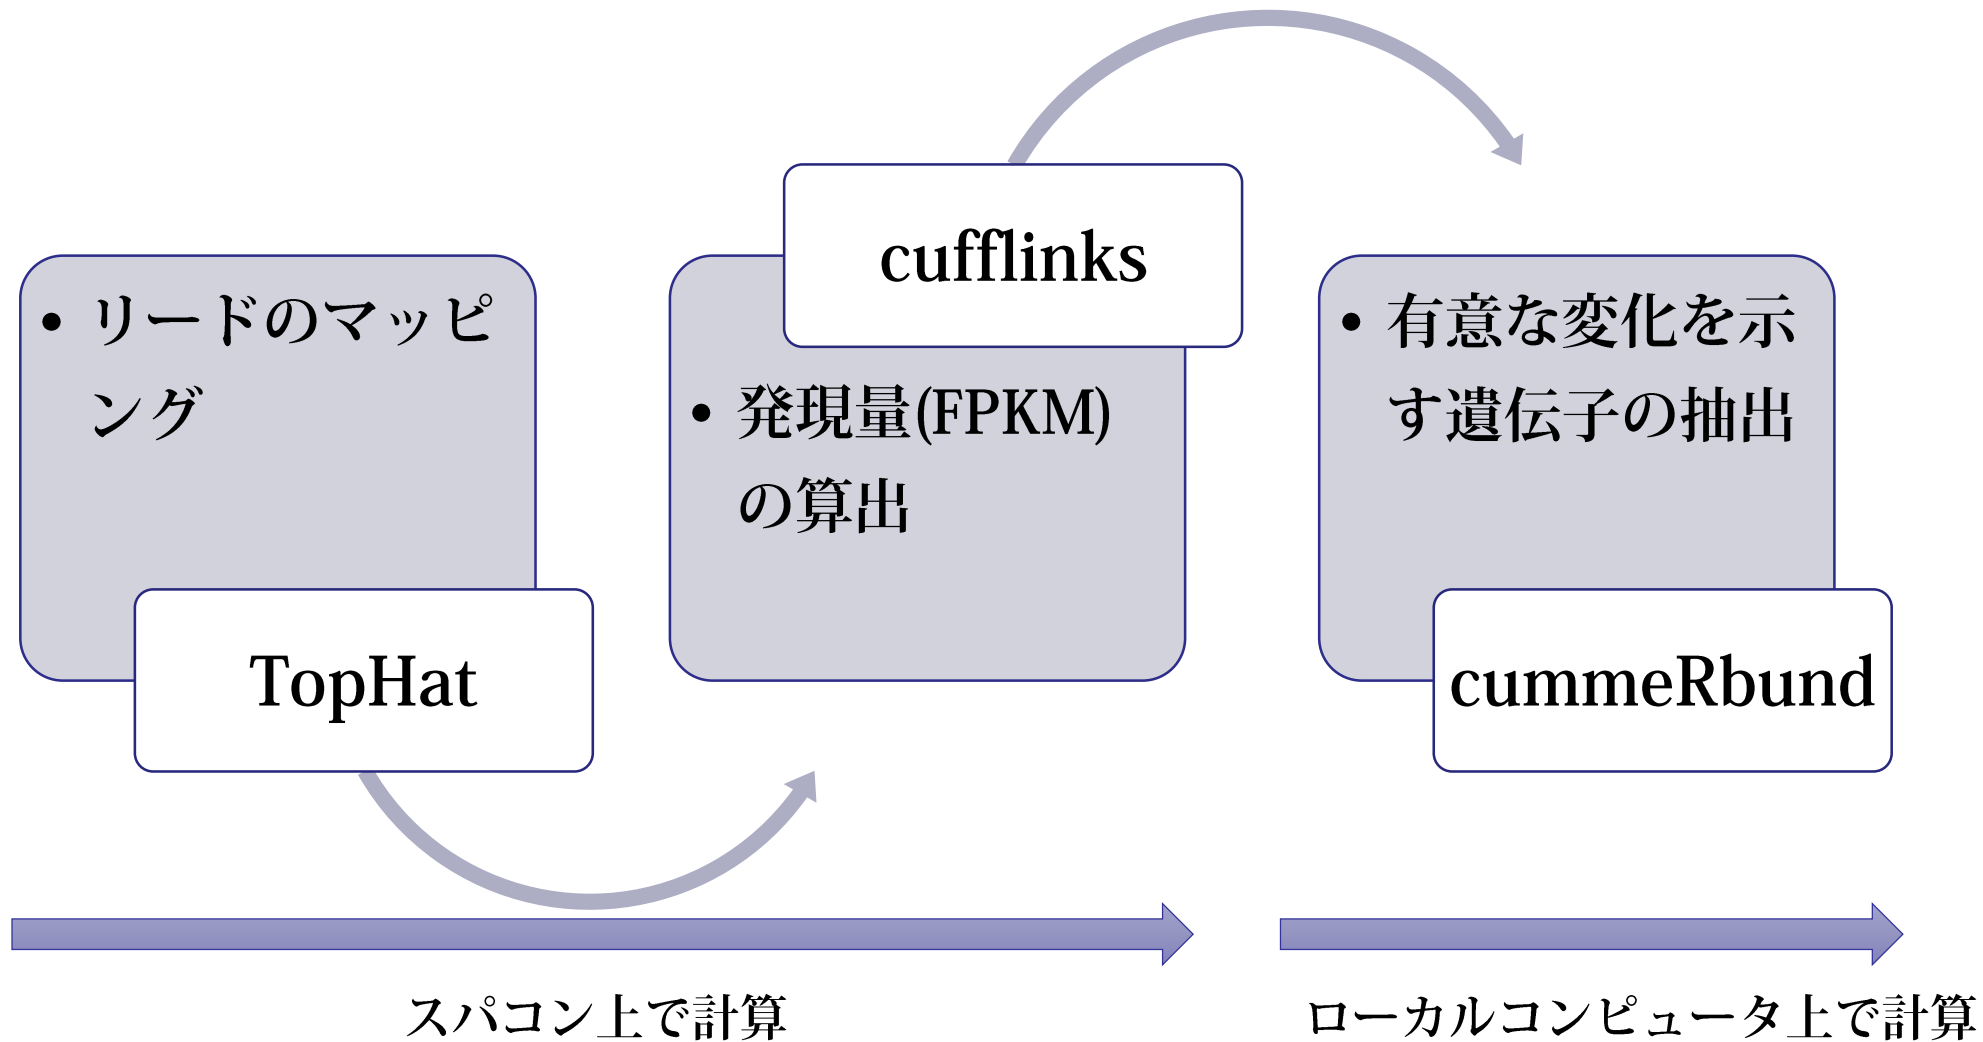 • リードのマッピ
ング
TopHat
cufflinks
• 発現量(FPKM)
の算出
• 有意な変化を示
す遺伝子の抽出
cummeRbund
スパコン上で計算
ローカルコンピュータ上で計算